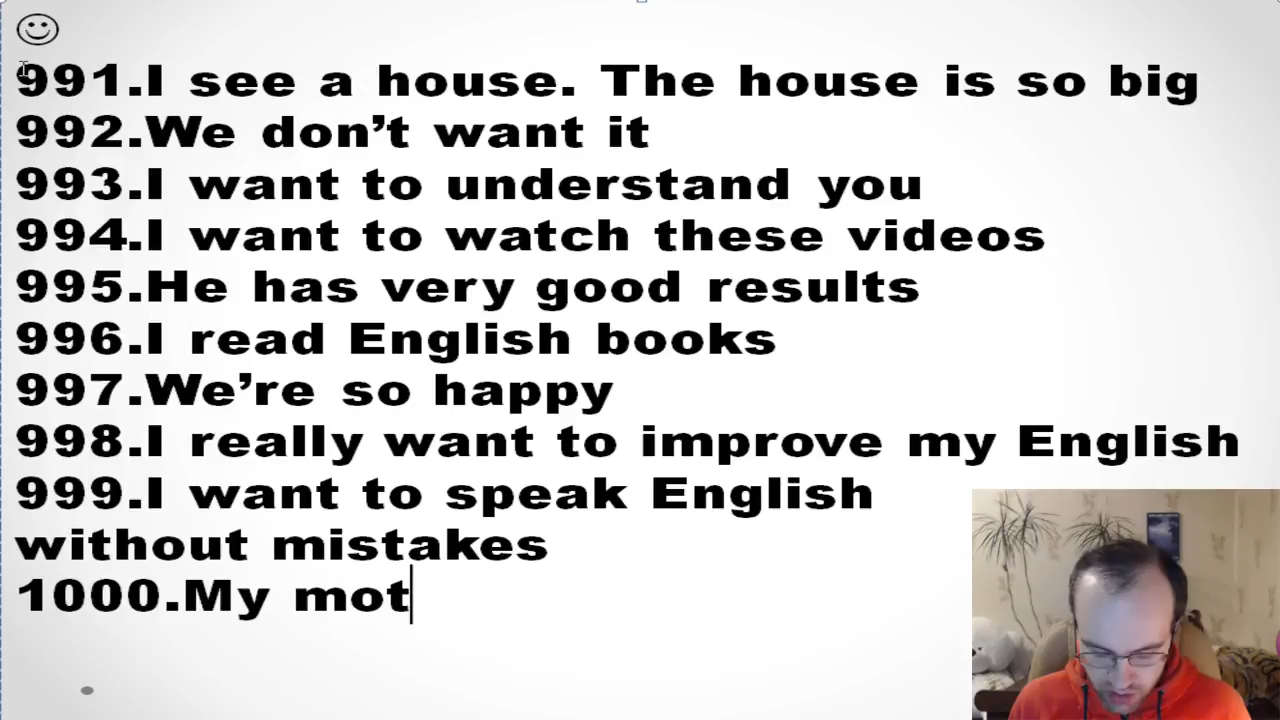 991.I see a house. The house is so big
992.We don’t want it
993.I want to understand you
994.I want to watch these videos
995.He has very good results
996.I read English books
997.We’re so happy
998.I really want to improve my English
999.I want to speak English
without mistakes
1000.My mot